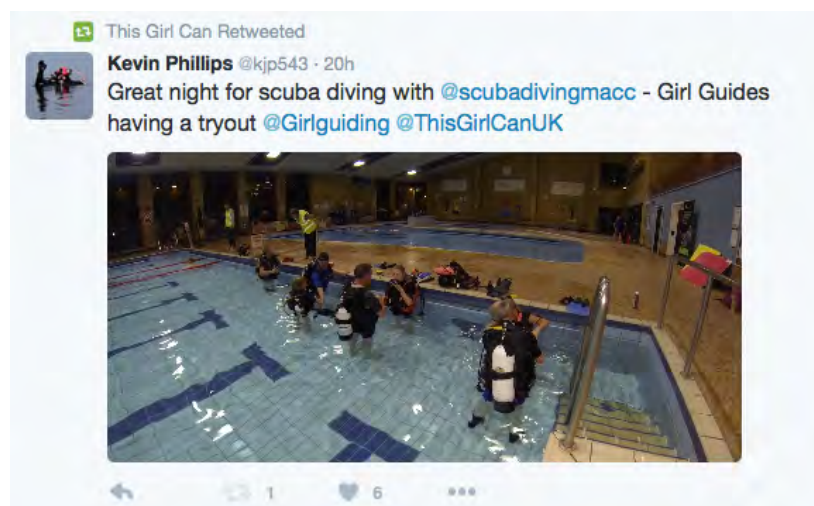 This Girl Can Retweeted
Kevin Phillips @kjp543 · 20h
Great night for scuba diving with @scubadivingmacc - Girl Guides
having a tryout @Girlguiding @ThisGirlCanUK
1 6